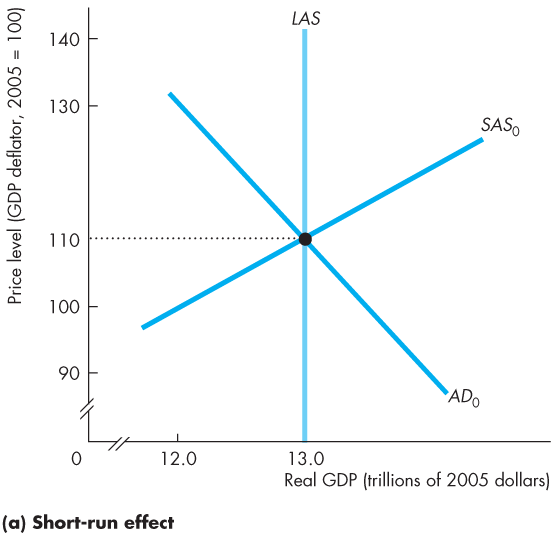 Price level (GDP deflator, 2005 = 100)
140
130
110
100
90
0
LAS
SAS0
AD0
12.0
13.0
Real GDP (trillions of 2005 dollars)
(a) Short-run effect